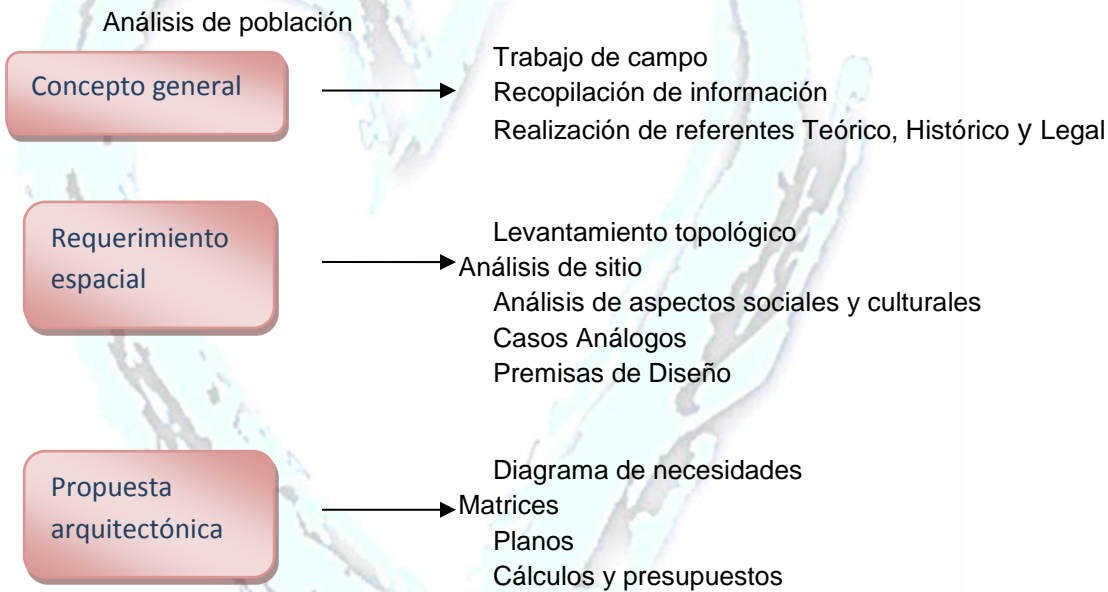 Análisis de población
Concepto general
Trabajo de campo
Recopilación de información
Realización de referentes Teórico, Histórico y Legal
Requerimiento
espacial
Levantamiento topológico
Análisis de sitio
Análisis de aspectos sociales y culturales
Casos Análogos
Premisas de Diseño
Propuesta
arquitectónica
Diagrama de necesidades
Matrices
Planos
Cálculos y presupuestos